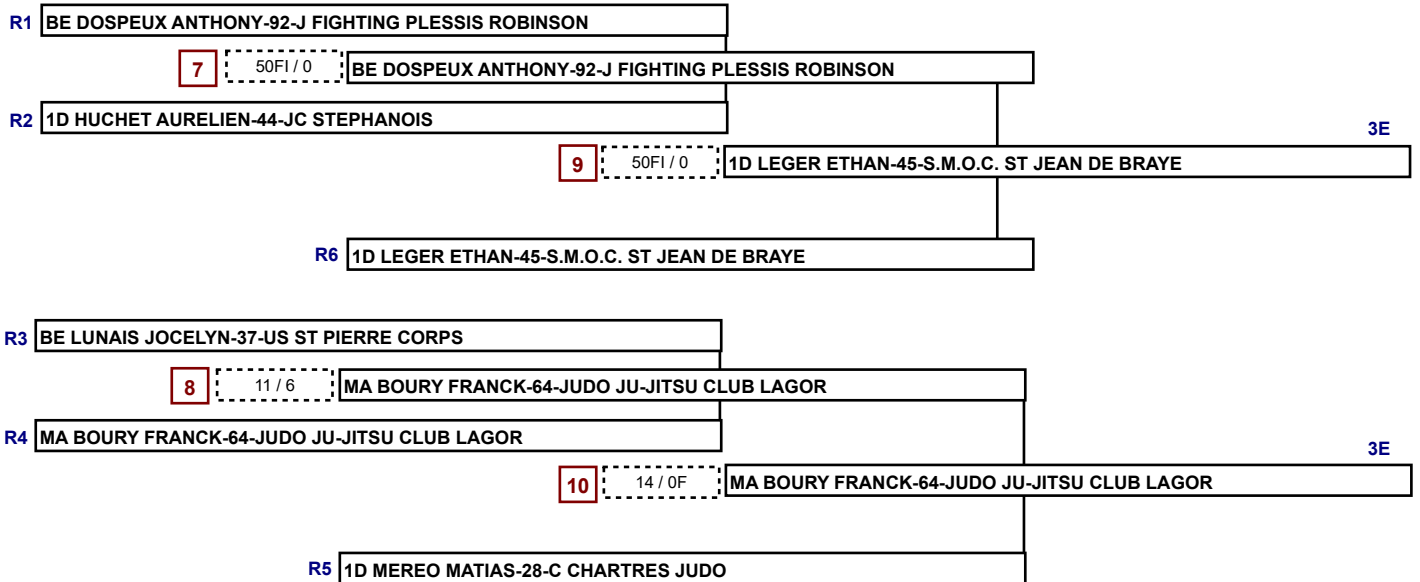 R1 BE DOSPEUX ANTHONY-92-J FIGHTING PLESSIS ROBINSON
7 50FI / 0 BE DOSPEUX ANTHONY-92-J FIGHTING PLESSIS ROBINSON
R2 1D HUCHET AURELIEN-44-JC STEPHANOIS
3E
9 50FI / 0 1D LEGER ETHAN-45-S.M.O.C. ST JEAN DE BRAYE
R6 1D LEGER ETHAN-45-S.M.O.C. ST JEAN DE BRAYE
R3 BE LUNAIS JOCELYN-37-US ST PIERRE CORPS
8 11 / 6 MA BOURY FRANCK-64-JUDO JU-JITSU CLUB LAGOR
R4 MA BOURY FRANCK-64-JUDO JU-JITSU CLUB LAGOR
3E
10 14 / 0F MA BOURY FRANCK-64-JUDO JU-JITSU CLUB LAGOR
R5 1D MEREO MATIAS-28-C CHARTRES JUDO